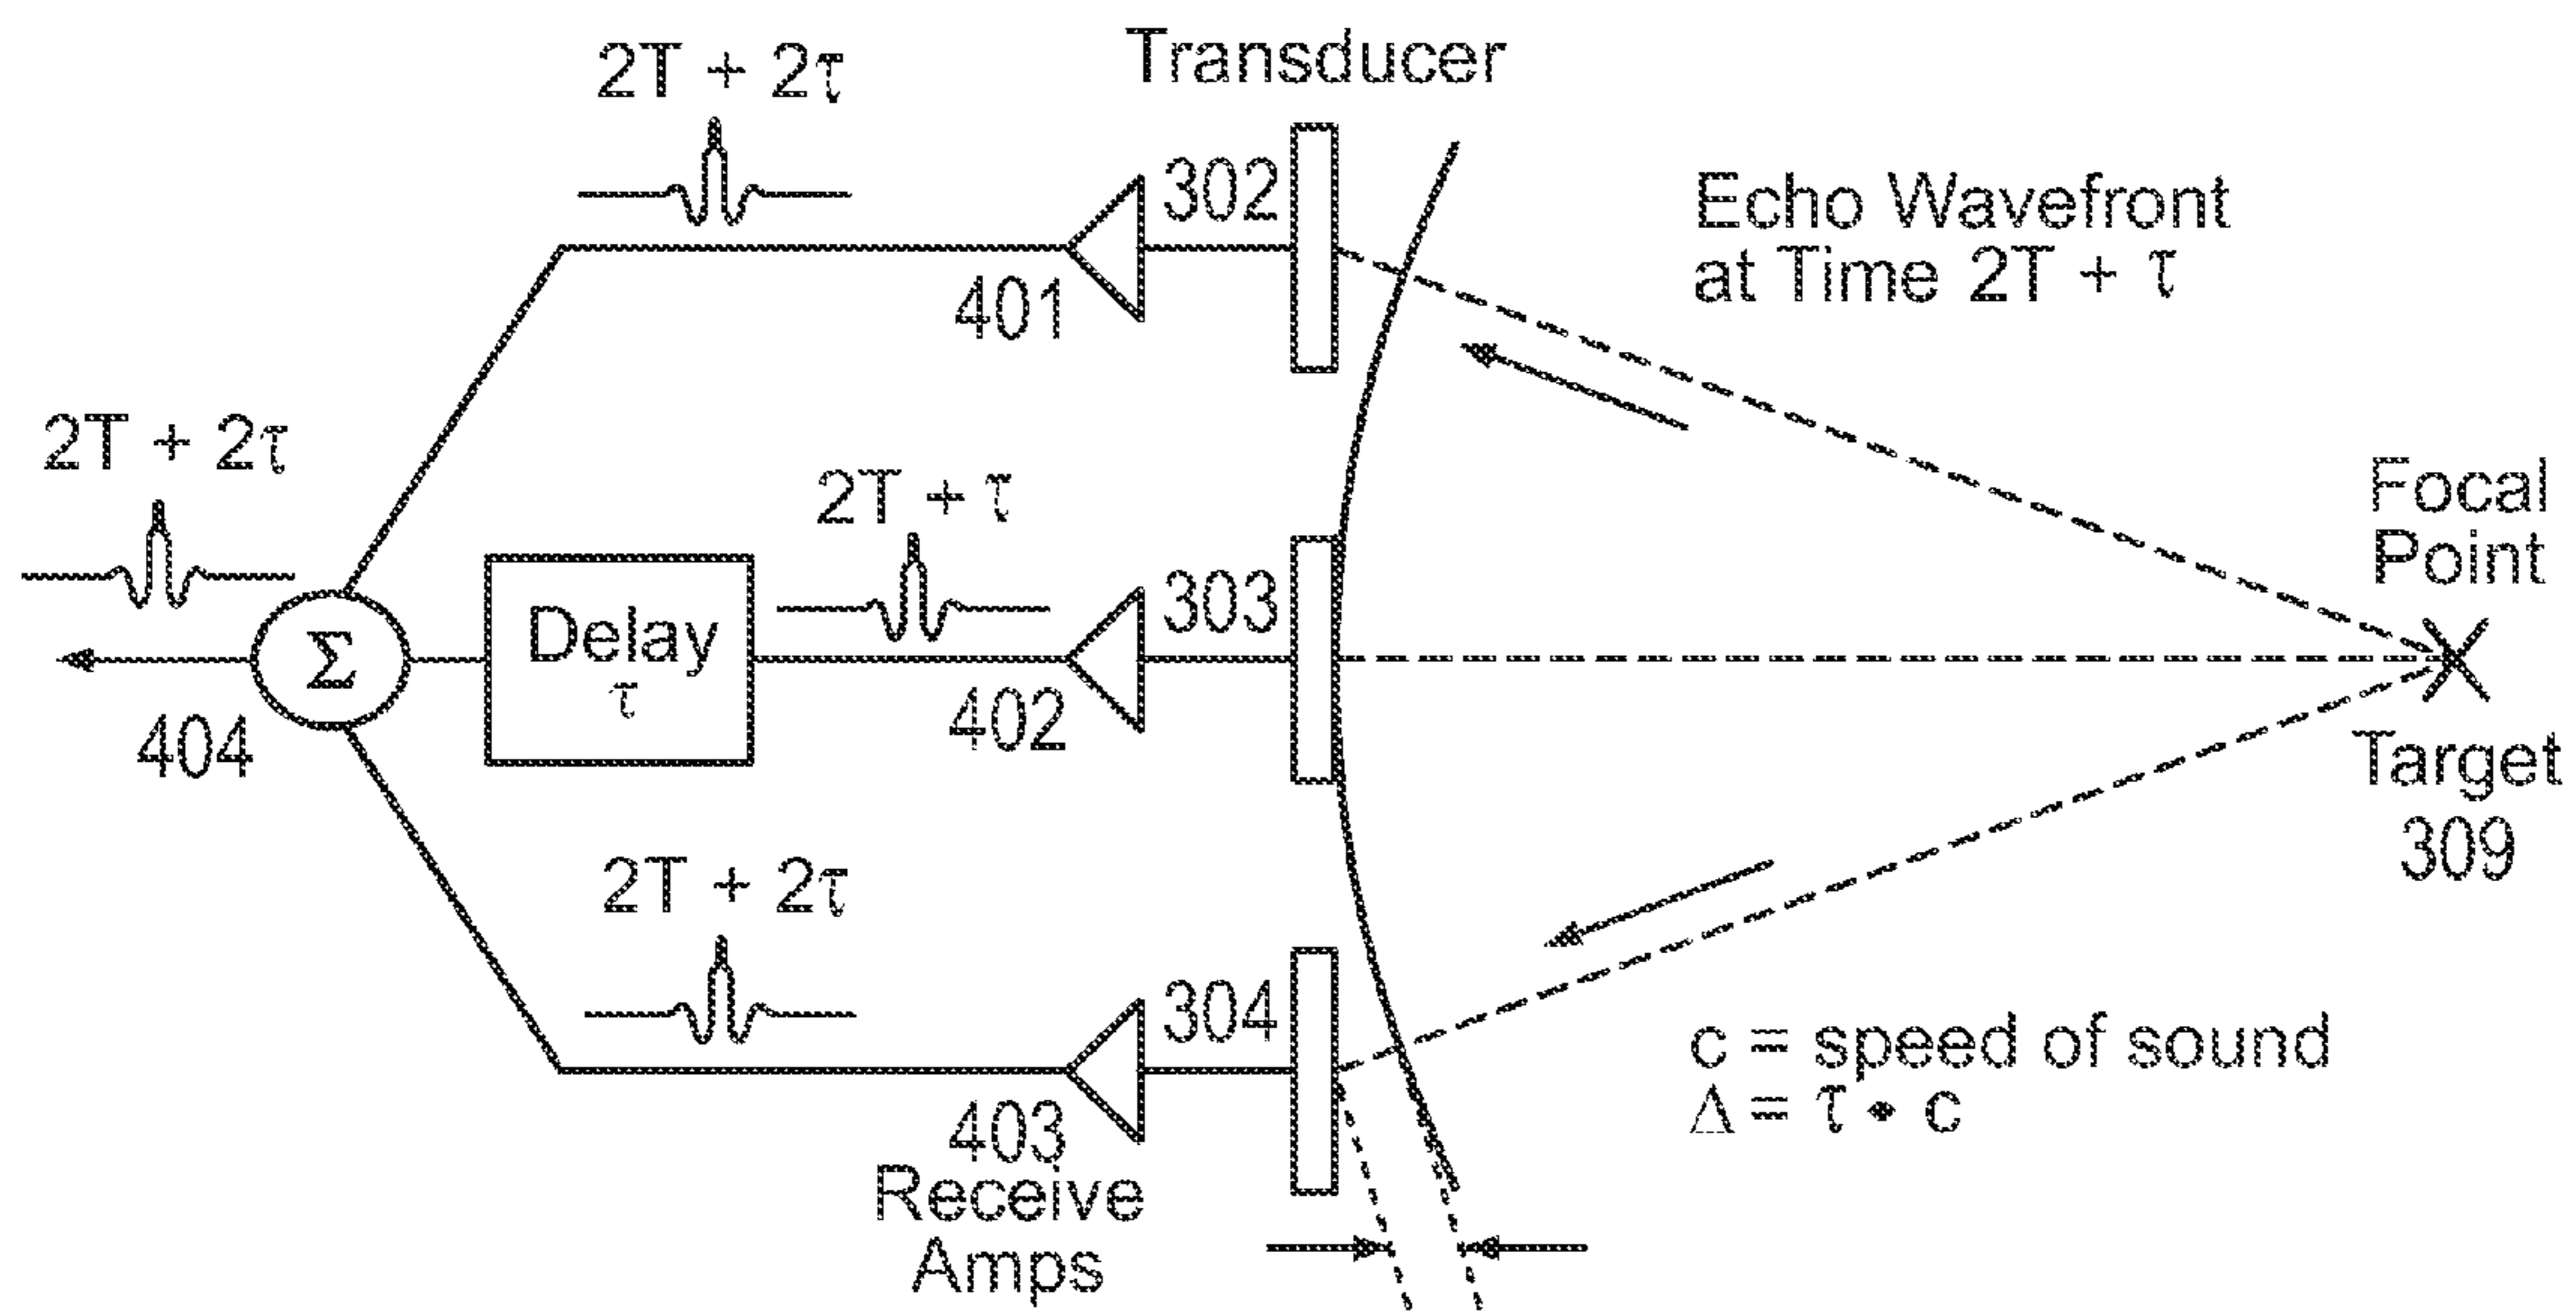 Transducer
2T + 2τ
302
401
Echo Wavefront
at Time 2T + τ
2T + 2τ
Focal
Point
2T + τ
303
Delay
τ
Σ
402
404
Target
309
2T + 2τ
304
403
Receive
Amps
c = speed of sound
Δ = τ • c